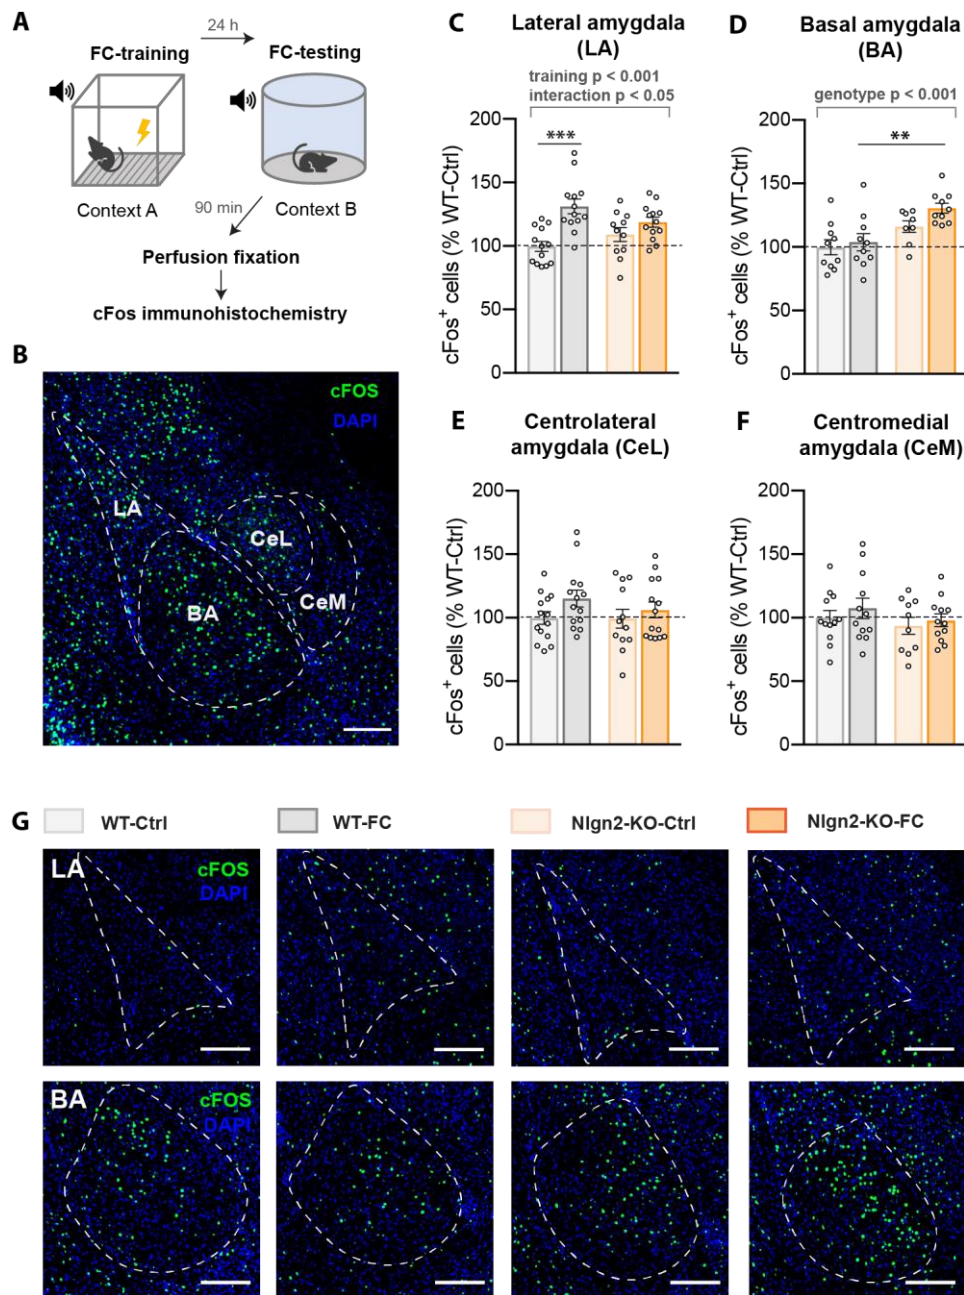 A
24 h
FC-training
FC-testing
Context A
Context B
90 min
Perfusion fixation
cFos immunohistochemistry
B
cFOS
DAPI
LA
CeL
BA
CeM
C
Lateral amygdala
(LA)
training p < 0.001
interaction p < 0.05
***
cFos⁺ cells (% WT-Ctrl)
200
150
100
50
0
D
Basal amygdala
(BA)
genotype p < 0.001
**
cFos⁺ cells (% WT-Ctrl)
200
150
100
50
0
E
Centrolateral
amygdala (CeL)
cFos⁺ cells (% WT-Ctrl)
200
150
100
50
0
F
Centromedial
amygdala (CeM)
cFos⁺ cells (% WT-Ctrl)
200
150
100
50
0
G
WT-Ctrl
WT-FC
Nlgn2-KO-Ctrl
Nlgn2-KO-FC
LA
cFOS
DAPI
BA
cFOS
DAPI